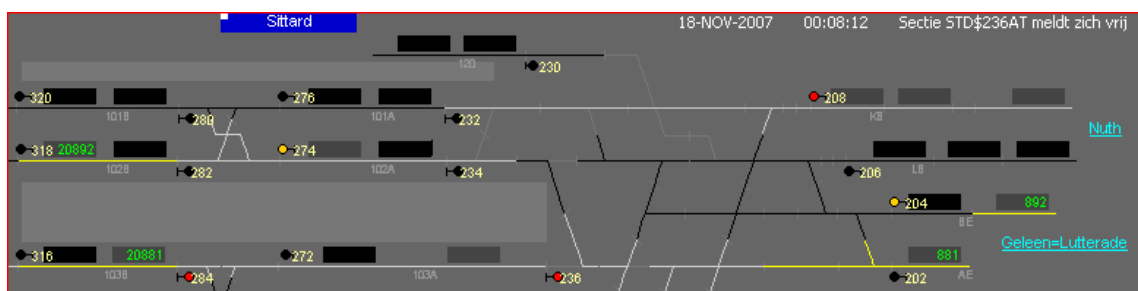 Sittard 18-NOV-2007 00:08:12 Sectie STD$236AT meldt zich vrij
120 230
320 276 208
101B 280 101A 232 KB
Nuth
318 20892 274
102B 282 102A 234 206 LB
204 892
BE
Geleen=Lutterade
316 20881 272 881
103B 284 103A 236 202 AE